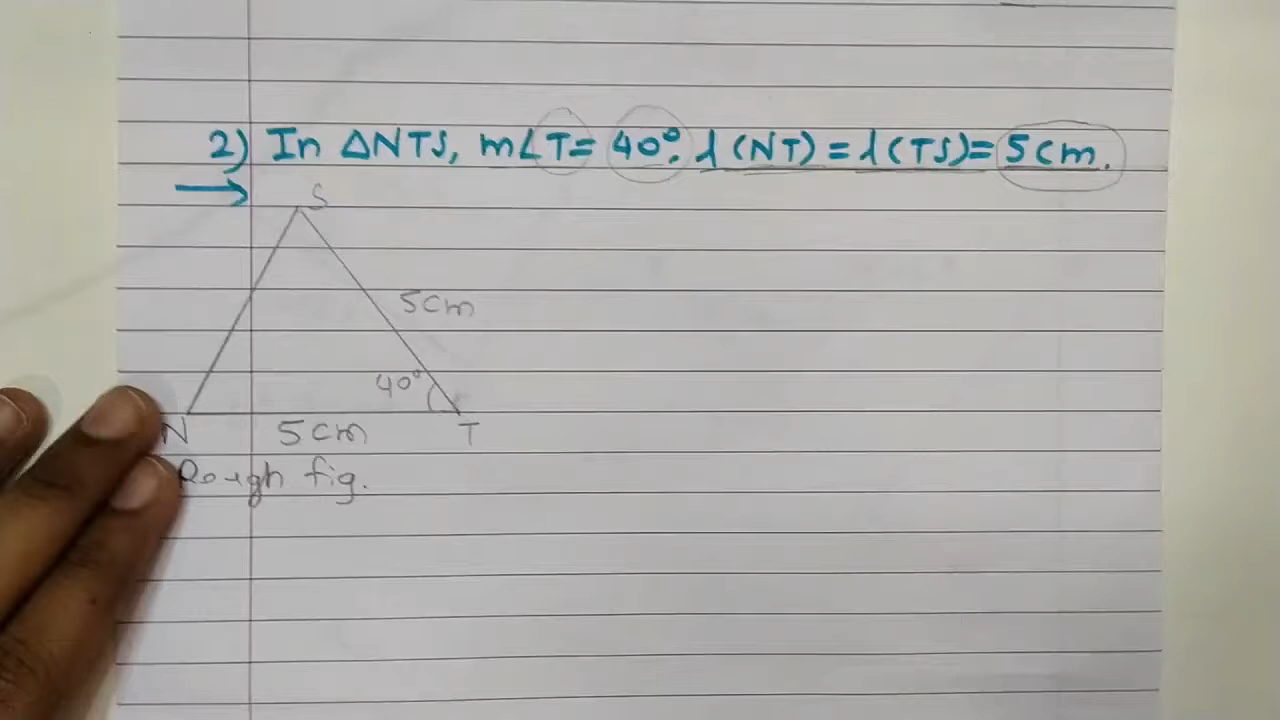 2) In ΔNTS, m∠T= 40°. l(NT) = l(TS)= 5cm.
S
5cm
40°
N 5cm T
Rough fig.